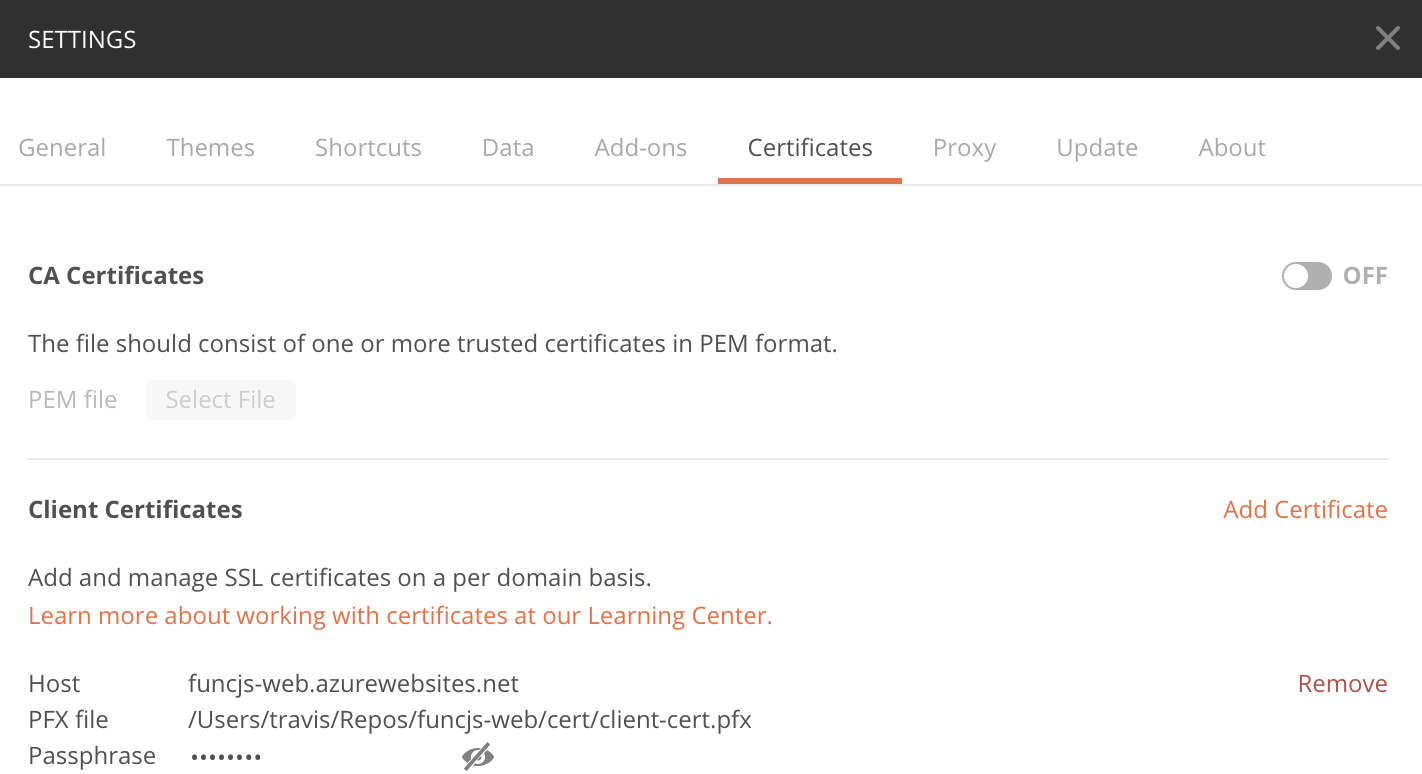 SETTINGS
General Themes Shortcuts Data Add-ons Certificates Proxy Update About
CA Certificates OFF
The file should consist of one or more trusted certificates in PEM format.
PEM file Select File
Client Certificates Add Certificate
Add and manage SSL certificates on a per domain basis.
Learn more about working with certificates at our Learning Center.
Host funcjs-web.azurewebsites.net Remove
PFX file /Users/travis/Repos/funcjs-web/cert/client-cert.pfx
Passphrase ••••••••